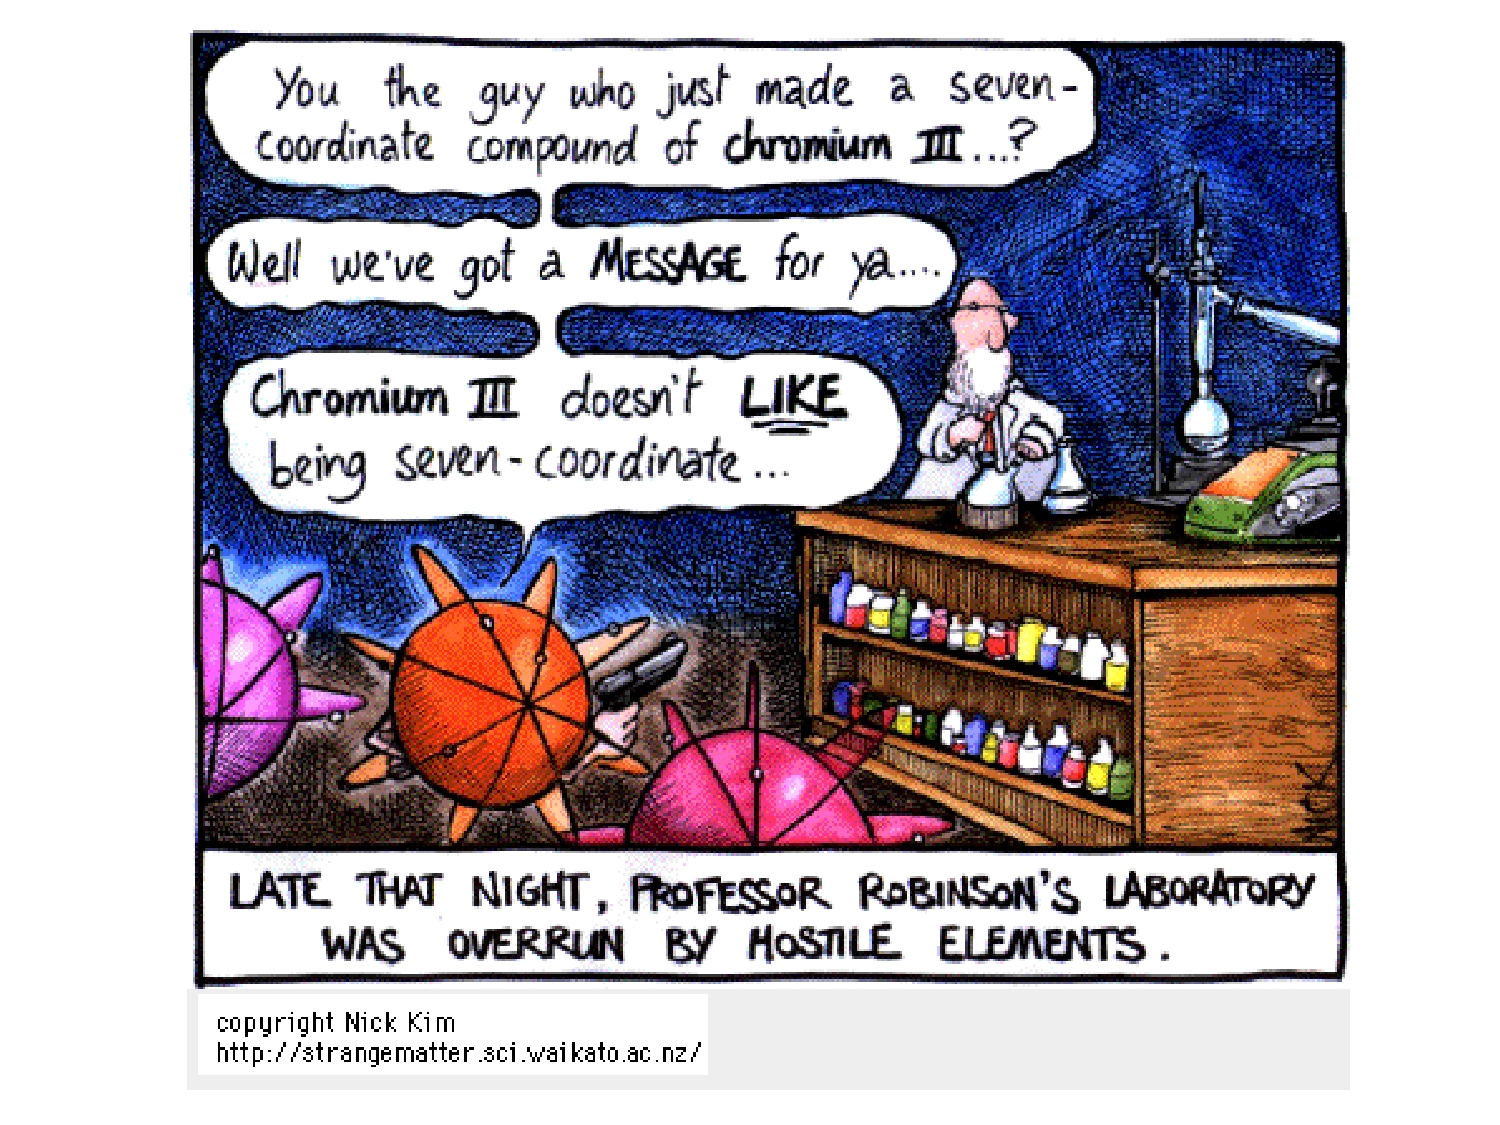 You the guy who just made a seven-
coordinate compound of chromium III...?
Well we've got a MESSAGE for ya....
Chromium III doesn't LIKE
being seven-coordinate...
LATE THAT NIGHT, PROFESSOR ROBINSON'S LABORATORY
WAS OVERRUN BY HOSTILE ELEMENTS.
copyright Nick Kim
http://strangematter.sci.waikato.ac.nz/